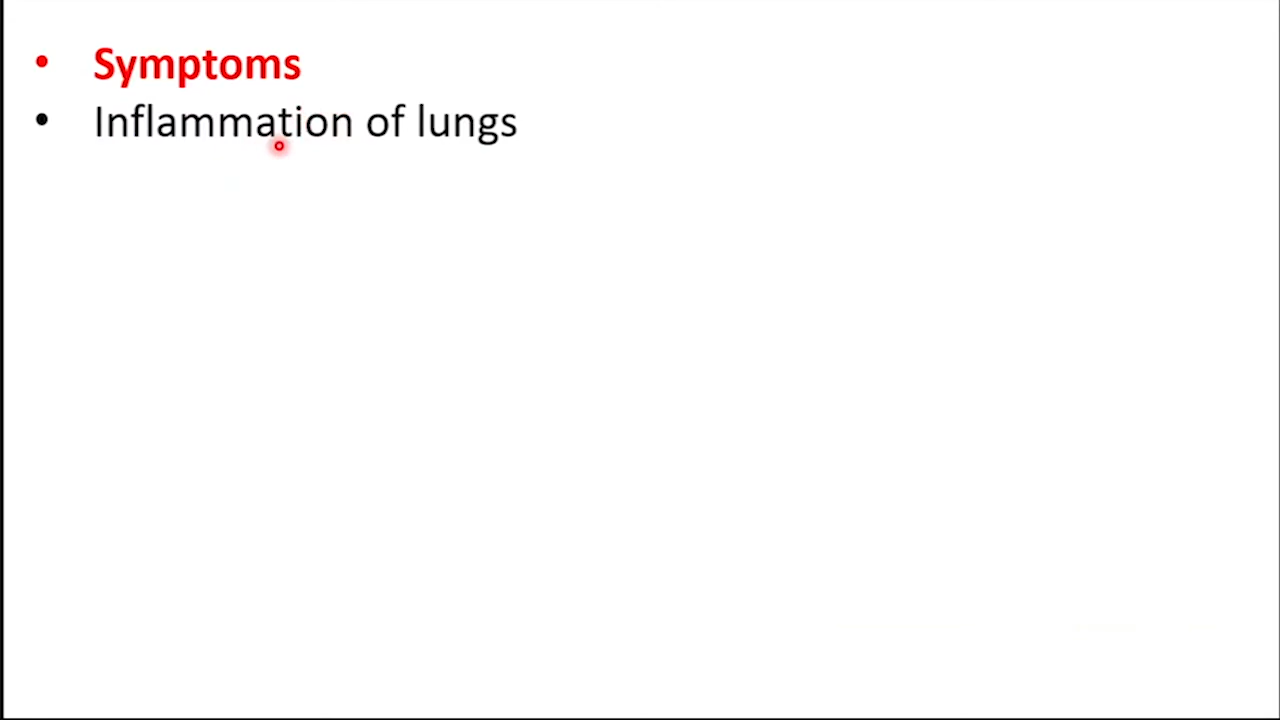 • Symptoms
• Inflammation of lungs